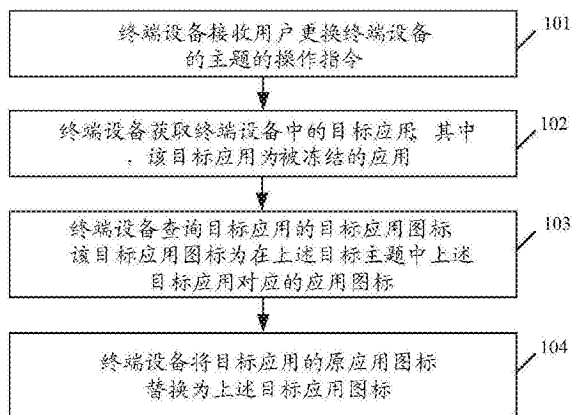 终端设备接收用户更换终端设备
的主题的操作指令
101
终端设备获取终端设备中的目标应用，其中
，该目标应用为被冻结的应用
102
终端设备查询目标应用的目标应用图标
该目标应用图标为在上述目标主题中上述
目标应用对应的应用图标
103
终端设备将目标应用的原应用图标
替换为上述目标应用图标
104